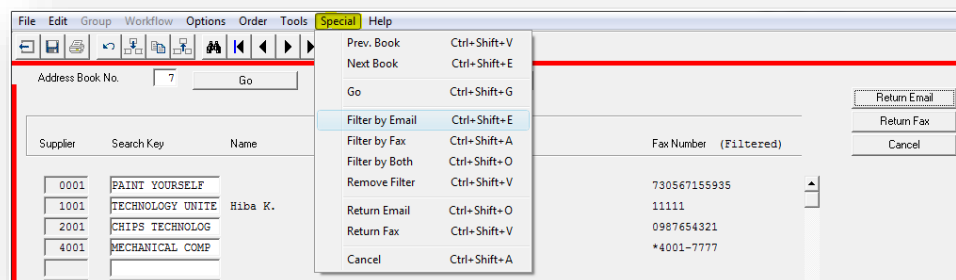 File Edit Group Workflow Options Order Tools Special Help
Prev. Book Ctrl+Shift+V
Next Book Ctrl+Shift+E
Address Book No. 7 Go
Go Ctrl+Shift+G
Return Email
Filter by Email Ctrl+Shift+E
Return Fax
Supplier Search Key Name
Filter by Fax Ctrl+Shift+A
Fax Number (Filtered)
Cancel
Filter by Both Ctrl+Shift+O
Remove Filter Ctrl+Shift+V
0001 PAINT YOURSELF 730567155935
1001 TECHNOLOGY UNITE Hiba K. 11111
Return Email Ctrl+Shift+O
2001 CHIPS TECHNOLOG 0987654321
Return Fax Ctrl+Shift+V
4001 MECHANICAL COMP *4001-7777
Cancel Ctrl+Shift+A